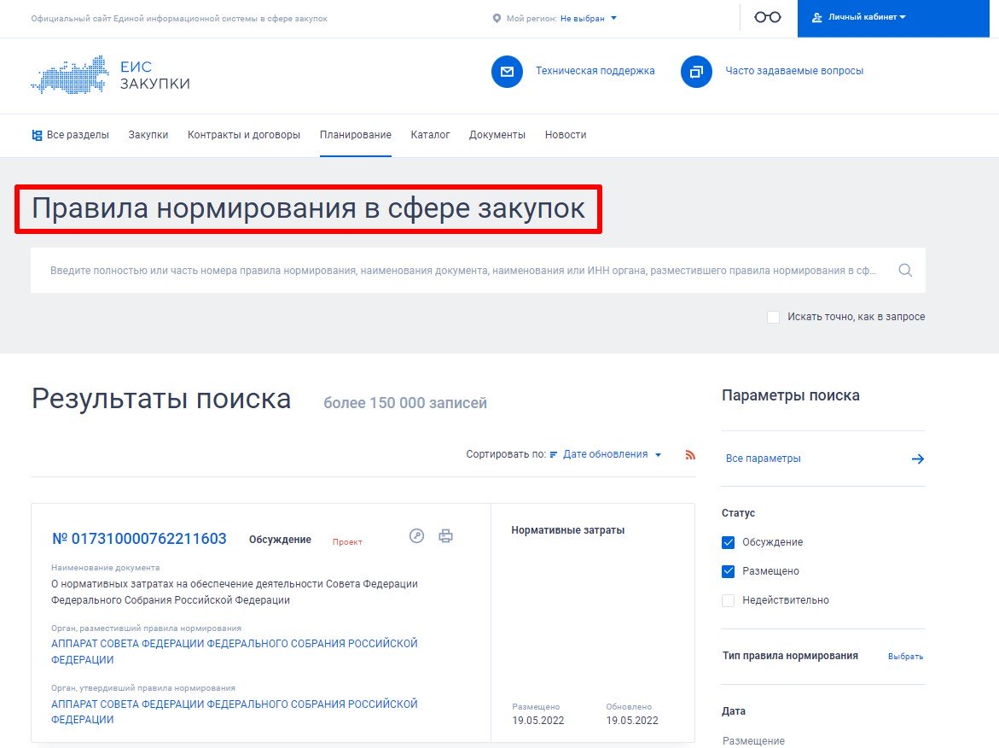 Официальный сайт Единой информационной системы в сфере закупок
Мой регион: Не выбран
Личный кабинет
ЕИС
ЗАКУПКИ
Техническая поддержка
Часто задаваемые вопросы
Все разделы Закупки Контракты и договоры Планирование Каталог Документы Новости
Правила нормирования в сфере закупок
Введите полностью или часть номера правила нормирования, наименования документа, наименования или ИНН органа, разместившего правила нормирования в сф...
Искать точно, как в запросе
Результаты поиска более 150 000 записей
Сортировать по: Дате обновления
№ 017310000762211603 Обсуждение Проект
Наименование документа
О нормативных затратах на обеспечение деятельности Совета Федерации
Федерального Собрания Российской Федерации
Орган, разместивший правила нормирования
АППАРАТ СОВЕТА ФЕДЕРАЦИИ ФЕДЕРАЛЬНОГО СОБРАНИЯ РОССИЙСКОЙ
ФЕДЕРАЦИИ
Орган, утвердивший правила нормирования
АППАРАТ СОВЕТА ФЕДЕРАЦИИ ФЕДЕРАЛЬНОГО СОБРАНИЯ РОССИЙСКОЙ
ФЕДЕРАЦИИ
Нормативные затраты
Размещено Обновлено
19.05.2022 19.05.2022
Параметры поиска
Все параметры
Статус
Обсуждение
Размещено
Недействительно
Тип правила нормирования Выбрать
Дата
Размещение